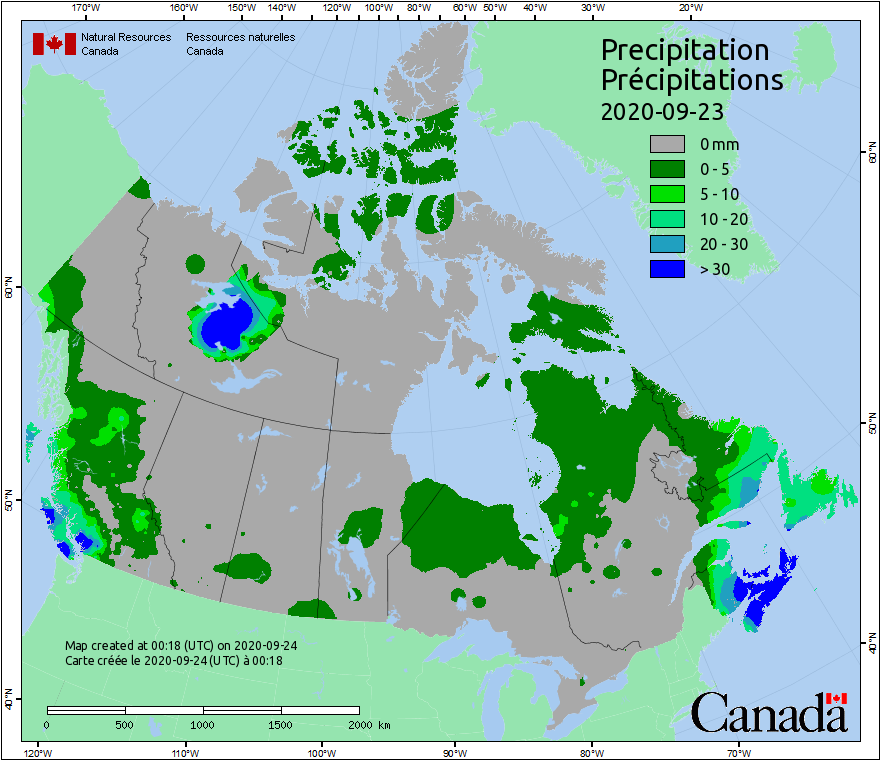 170°W 160°W 150°W 140°W 120°W 100°W 80°W 60°W 50°W 40°W 30°W 20°W
Natural Resources Ressources naturelles
Canada Canada
Precipitation
Précipitations
2020-09-23
0 mm
0 - 5
5 - 10
10 - 20
20 - 30
> 30
60°N
60°N
50°N
50°N
40°N
40°N
Map created at 00:18 (UTC) on 2020-09-24
Carte créée le 2020-09-24 (UTC) à 00:18
0 500 1000 1500 2000 km
Canada
120°W 110°W 100°W 90°W 80°W 70°W